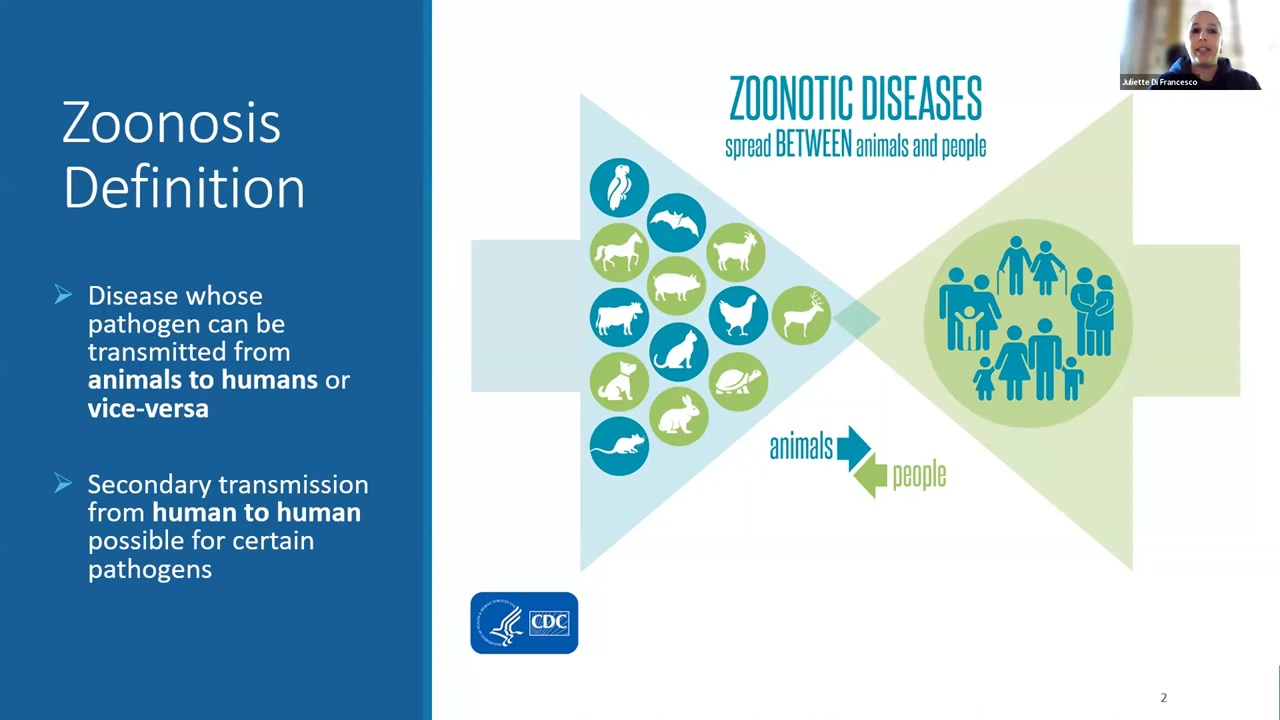 Zoonosis
Definition
Disease whose
pathogen can be
transmitted from
animals to humans or
vice-versa
Secondary transmission
from human to human
possible for certain
pathogens
ZOONOTIC DISEASES
spread BETWEEN animals and people
animals
people
CDC
Juliette Di Francesco
2